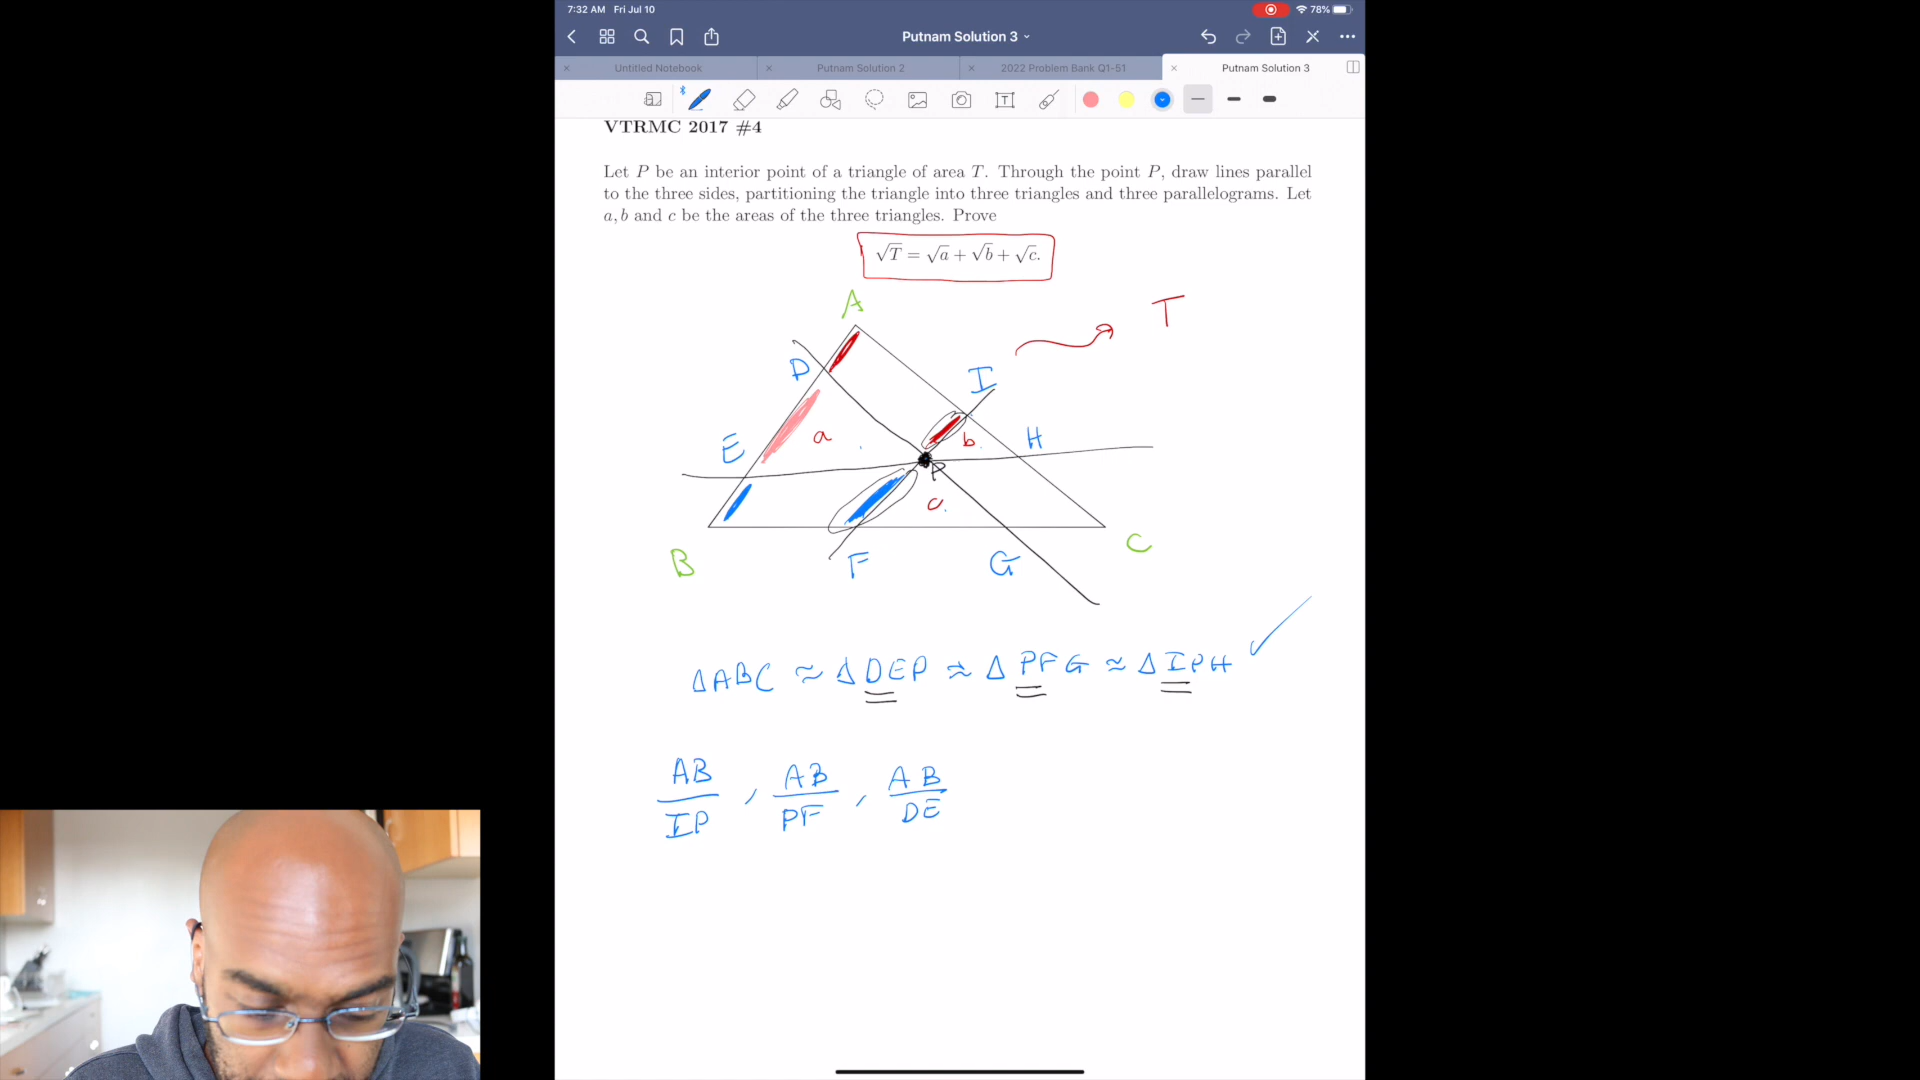 7:32 AM Fri Jul 10
78%
Putnam Solution 3
Untitled Notebook
Putnam Solution 2
2022 Problem Bank Q1-51
Putnam Solution 3
VTRMC 2017 #4
Let P be an interior point of a triangle of area T. Through the point P, draw lines parallel
to the three sides, partitioning the triangle into three triangles and three parallelograms. Let
a, b and c be the areas of the three triangles. Prove
√T = √a + √b + √c.
A
T
D
I
E
a
b
H
P
c
B
F
G
C
ΔABC ≈ ΔDEP ≈ ΔPFG ≈ ΔIPH ✓
AB/IP , AB/PF , AB/DE